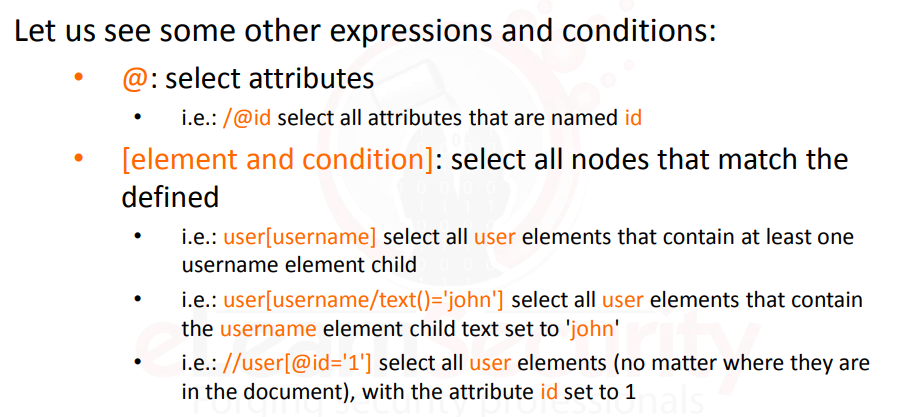 Let us see some other expressions and conditions:
• @: select attributes
• i.e.: /@id select all attributes that are named id
• [element and condition]: select all nodes that match the
defined
• i.e.: user[username] select all user elements that contain at least one
username element child
• i.e.: user[username/text()='john'] select all user elements that contain
the username element child text set to 'john'
• i.e.: //user[@id='1'] select all user elements (no matter where they are
in the document), with the attribute id set to 1
eLearnSecurity
Forging security professionals